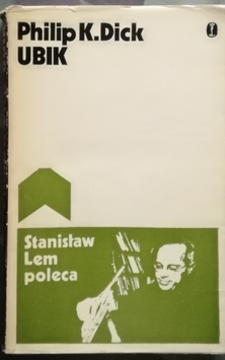 Philip K. Dick
UBIK
Stanisław
Lem
poleca